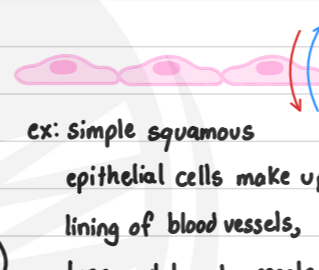 ex: simple squamous
epithelial cells make up
lining of blood vessels,